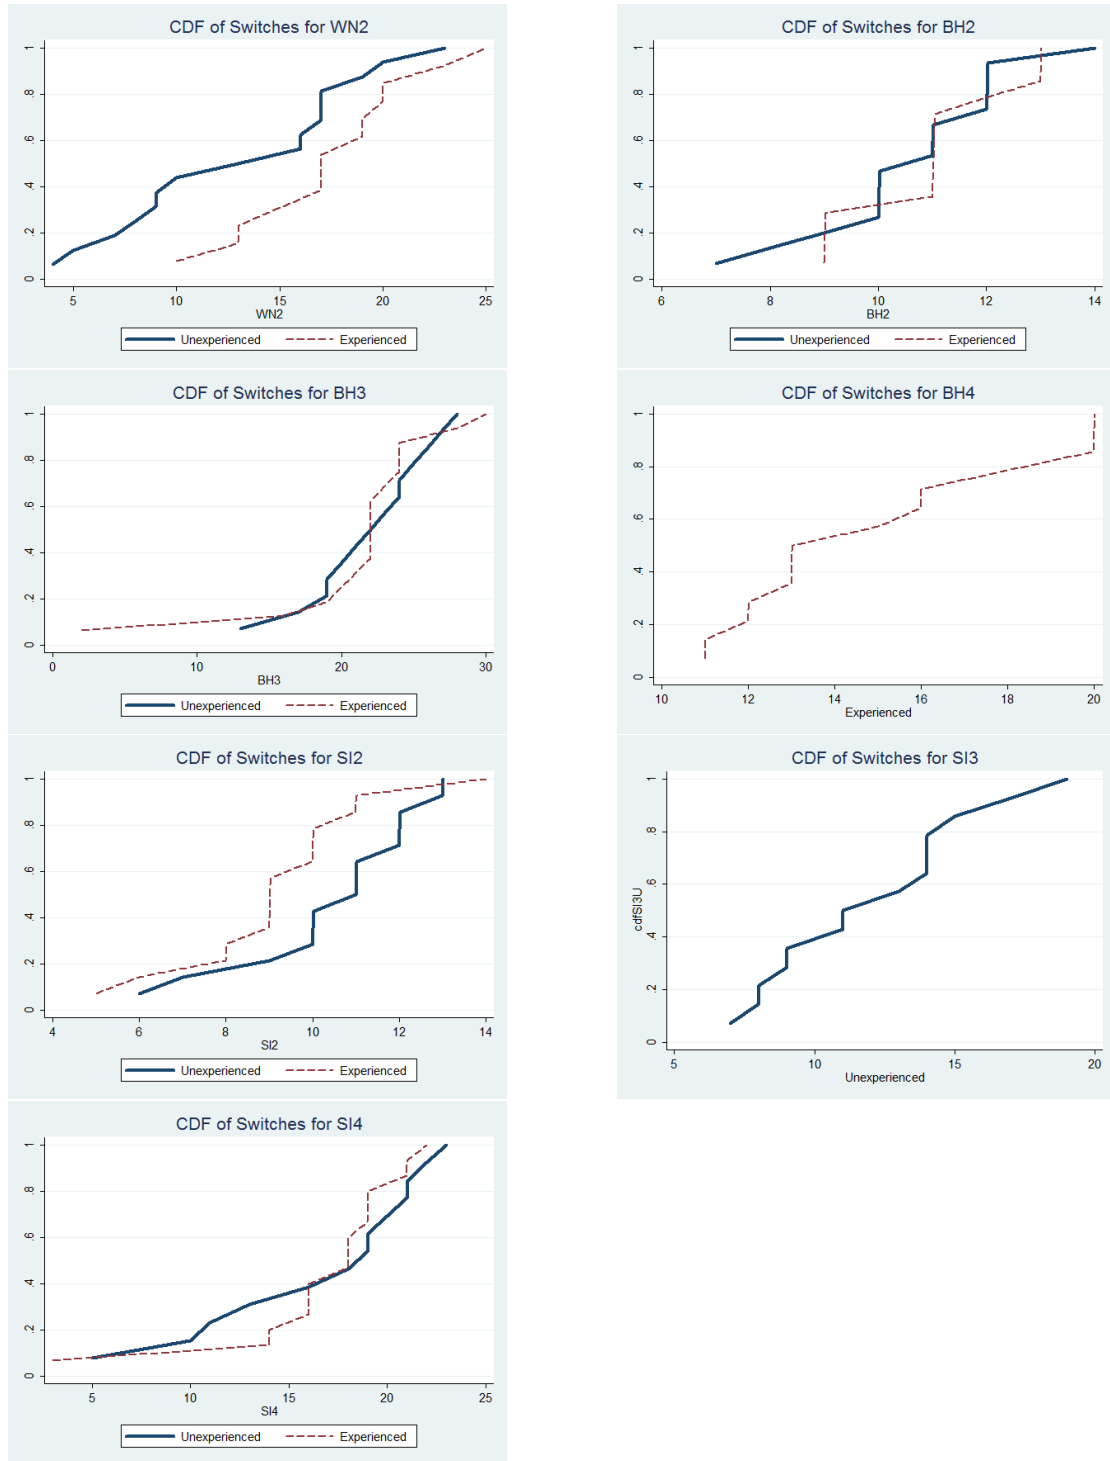 CDF of Switches for WN2
1
.8
.6
.4
.2
0
5 10 15 20 25
WN2
Unexperienced Experienced
CDF of Switches for BH2
1
.8
.6
.4
.2
0
6 8 10 12 14
BH2
Unexperienced Experienced
CDF of Switches for BH3
1
.8
.6
.4
.2
0
0 10 20 30
BH3
Unexperienced Experienced
CDF of Switches for BH4
1
.8
.6
.4
.2
0
10 12 14 16 18 20
Experienced
CDF of Switches for SI2
1
.8
.6
.4
.2
0
4 6 8 10 12 14
SI2
Unexperienced Experienced
CDF of Switches for SI3
cdfSI3U
1
.8
.6
.4
.2
0
5 10 15 20
Unexperienced
CDF of Switches for SI4
1
.8
.6
.4
.2
0
5 10 15 20 25
SI4
Unexperienced Experienced